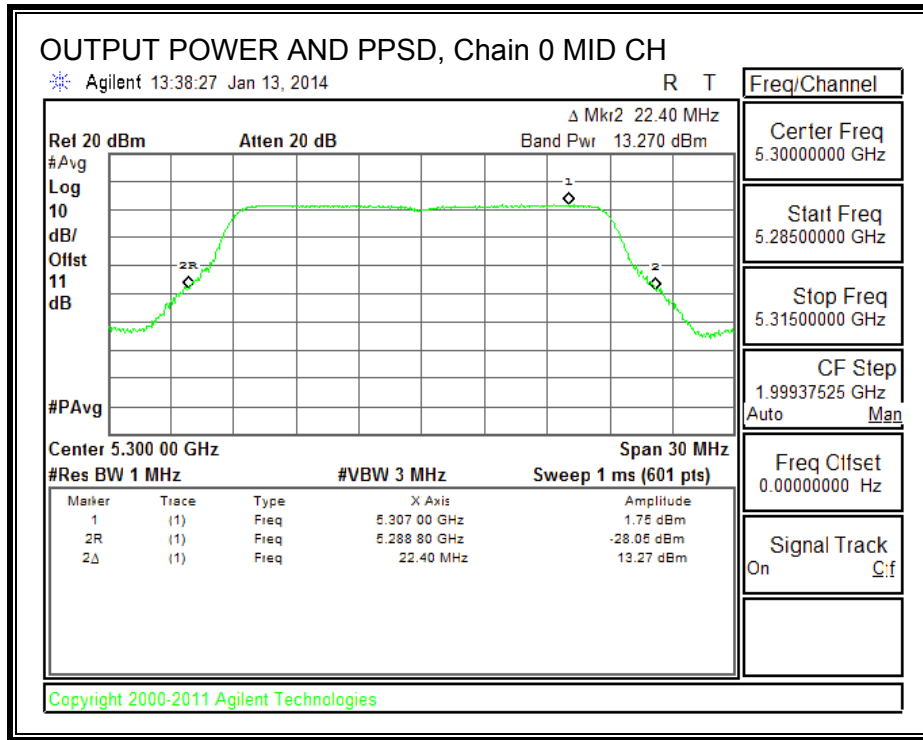 OUTPUT POWER AND PPSD, Chain 0 MID CH
Agilent 13:38:27 Jan 13, 2014 R T
Freq/Channel
Δ Mkr2 22.40 MHz
Ref 20 dBm Atten 20 dB Band Pwr 13.270 dBm
#Avg
Log
10
dB/
Offst
11
dB
#PAvg
1
2R
2
Center 5.300 00 GHz Span 30 MHz
#Res BW 1 MHz #VBW 3 MHz Sweep 1 ms (601 pts)
Marker Trace Type X Axis Amplitude
1 (1) Freq 5.307 00 GHz 1.75 dBm
2R (1) Freq 5.288 80 GHz -28.05 dBm
2Δ (1) Freq 22.40 MHz 13.27 dBm
Center Freq
5.30000000 GHz
Start Freq
5.28500000 GHz
Stop Freq
5.31500000 GHz
CF Step
1.99937525 GHz
Auto Man
Freq Offset
0.00000000 Hz
Signal Track
On Off
Copyright 2000-2011 Agilent Technologies